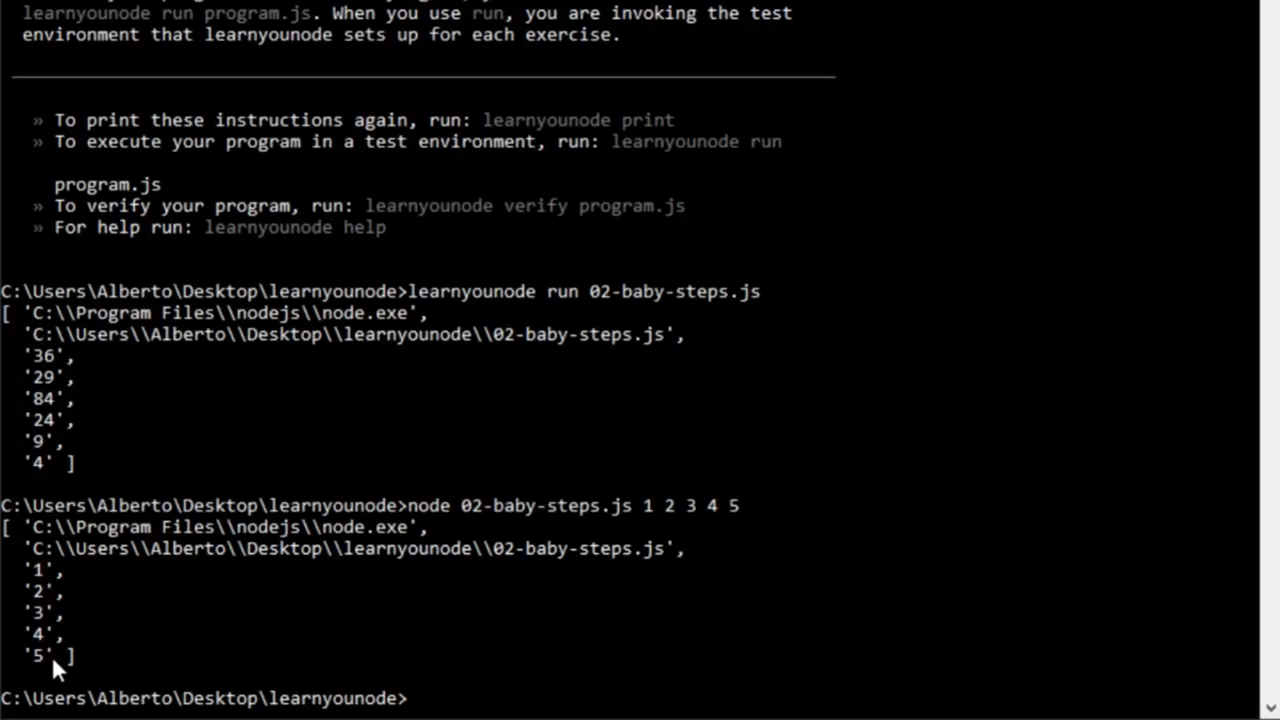 learnyounode run program.js. When you use run, you are invoking the test
environment that learnyounode sets up for each exercise.
» To print these instructions again, run: learnyounode print
» To execute your program in a test environment, run: learnyounode run
program.js
» To verify your program, run: learnyounode verify program.js
» For help run: learnyounode help
C:\Users\Alberto\Desktop\learnyounode>learnyounode run 02-baby-steps.js
[ 'C:\\Program Files\\nodejs\\node.exe',
'C:\\Users\\Alberto\\Desktop\\learnyounode\\02-baby-steps.js',
'36',
'29',
'84',
'24',
'9',
'4' ]
C:\Users\Alberto\Desktop\learnyounode>node 02-baby-steps.js 1 2 3 4 5
[ 'C:\\Program Files\\nodejs\\node.exe',
'C:\\Users\\Alberto\\Desktop\\learnyounode\\02-baby-steps.js',
'1',
'2',
'3',
'4',
'5' ]
C:\Users\Alberto\Desktop\learnyounode>